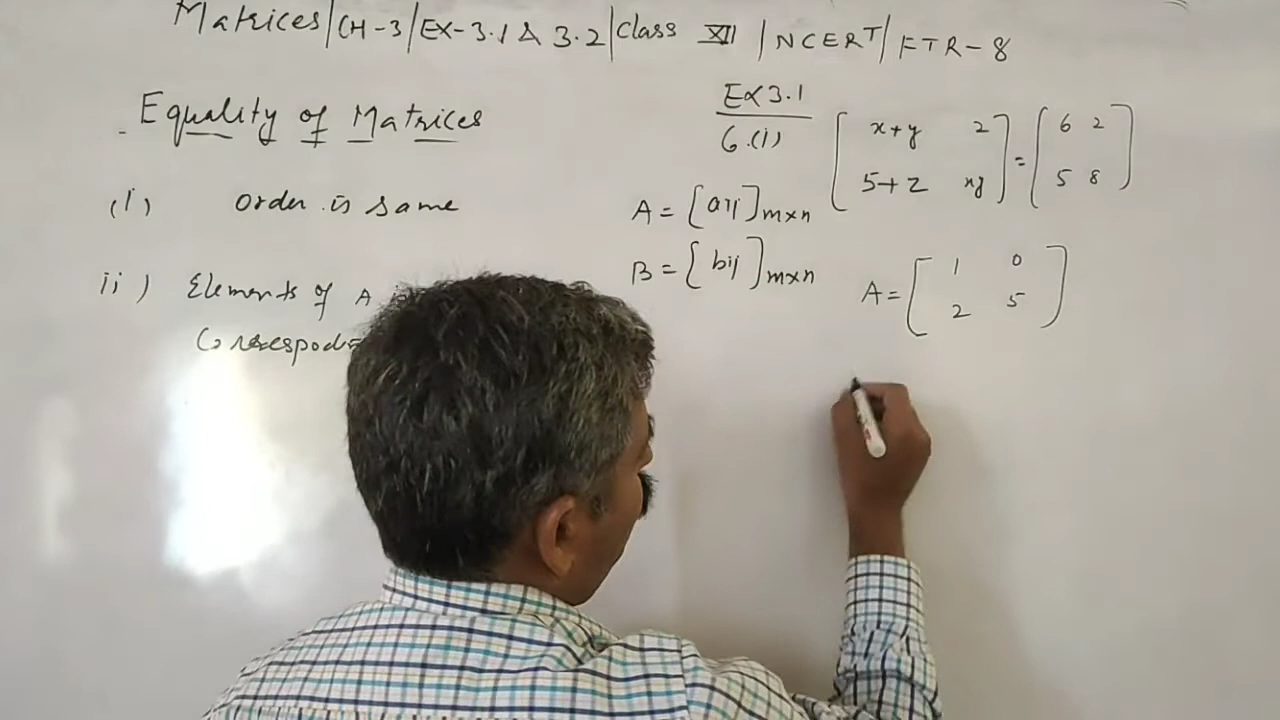 Matrices/CH-3/EX-3.1 & 3.2/Class XII/NCERT/FTR-8
Equality of Matrices
(i) order is same
ii) Elements of A
Ex 3.1
6.(i) [x+y 2
5+z xy] = [6 2
5 8]
A = [aij]m×n
B = [bij]m×n
A = [1 0
2 5]